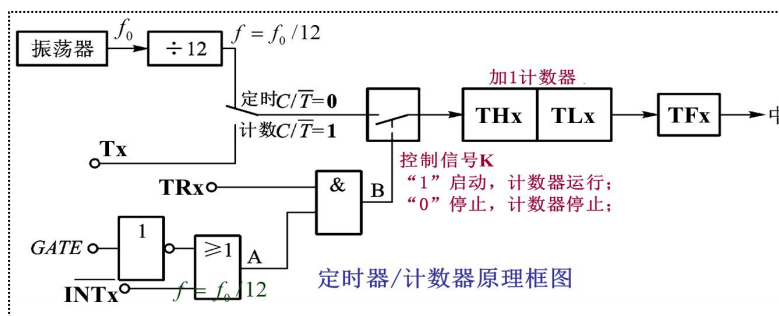 振荡器
f₀
÷12
f = f₀/12
定时C/T̅=0
计数C/T̅=1
Tx
加1计数器
THx
TLx
TFx
中
控制信号K
“1”启动，计数器运行；
“0”停止，计数器停止；
TRx
&
B
GATE
1
≥1
A
I̅N̅T̅x̅
f = f₀/12
定时器/计数器原理框图